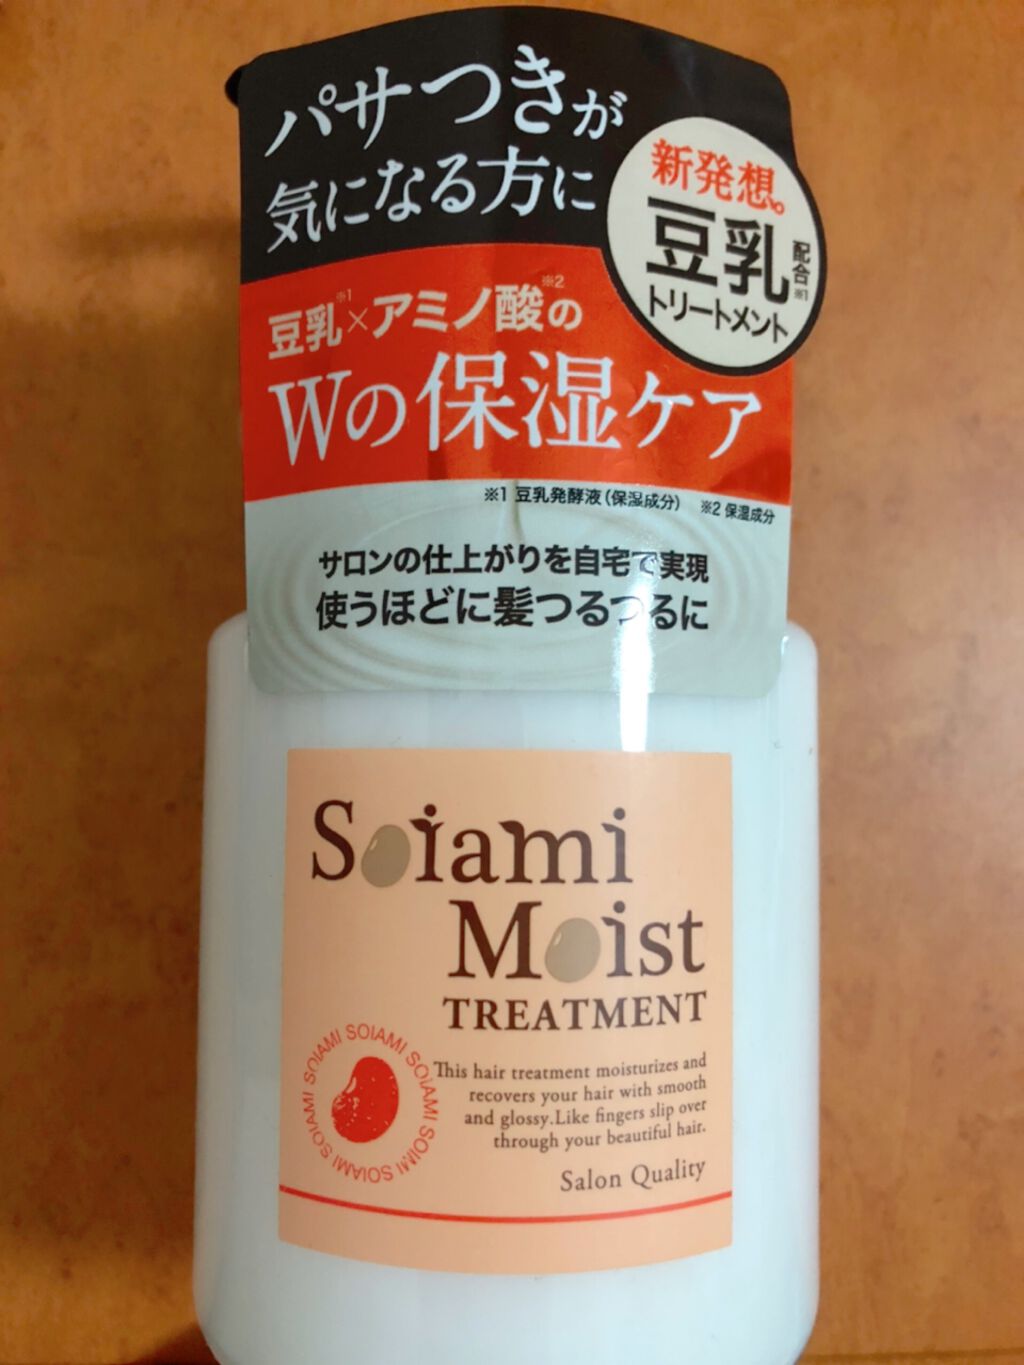 パサつきが
気になる方に
新発想。
豆乳
配合※1
トリートメント
豆乳※1×アミノ酸※2の
Wの保湿ケア
※1 豆乳発酵液（保湿成分） ※2 保湿成分
サロンの仕上がりを自宅で実現
使うほどに髪つるつるに
Soiami
Moist
TREATMENT
SOIAMI SOIAMI SOIAMI SOIMI SOIAMI SOIAMI
This hair treatment moisturizes and
recovers your hair with smooth
and glossy.Like fingers slip over
through your beautiful hair.
Salon Quality